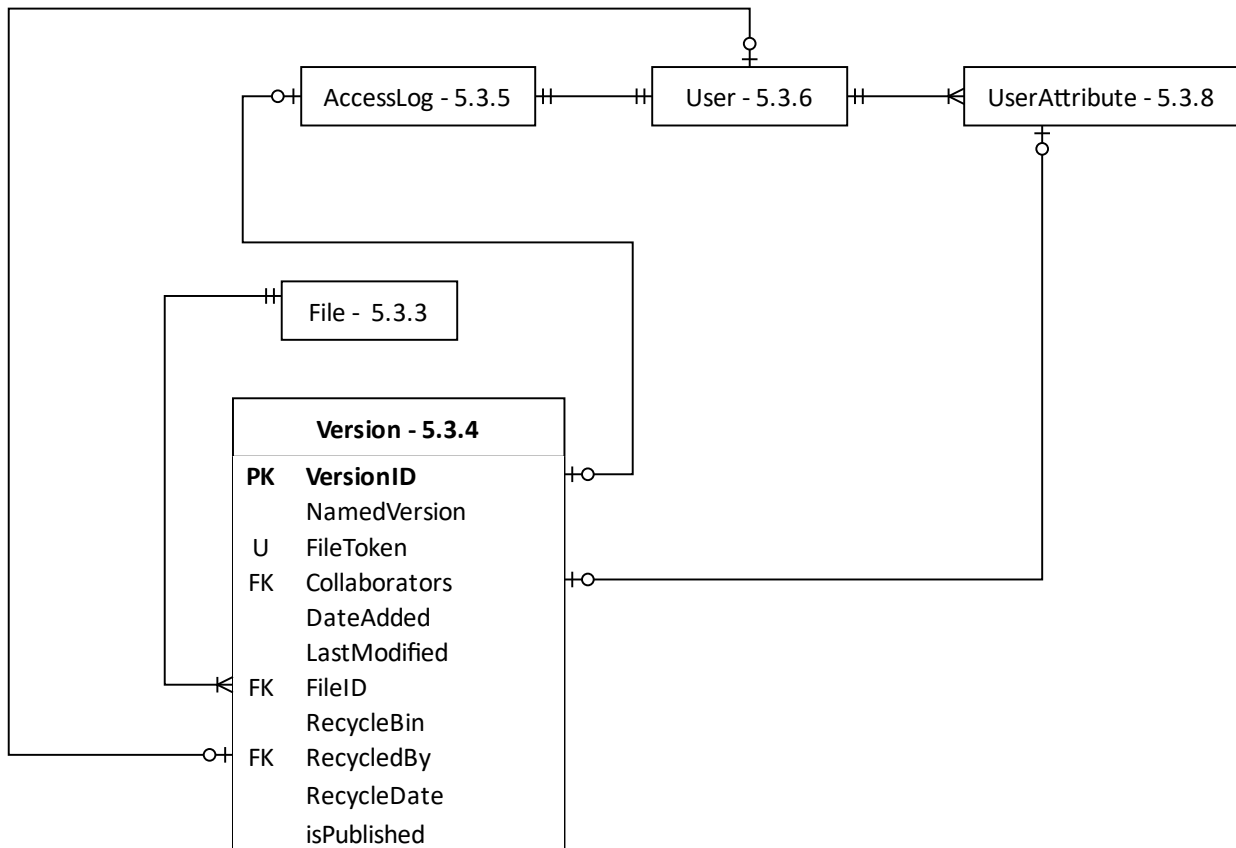 AccessLog - 5.3.5
User - 5.3.6
UserAttribute - 5.3.8
File -  5.3.3
Version - 5.3.4
PK VersionID
NamedVersion
U FileToken
FK Collaborators
DateAdded
LastModified
FK FileID
RecycleBin
FK RecycledBy
RecycleDate
isPublished